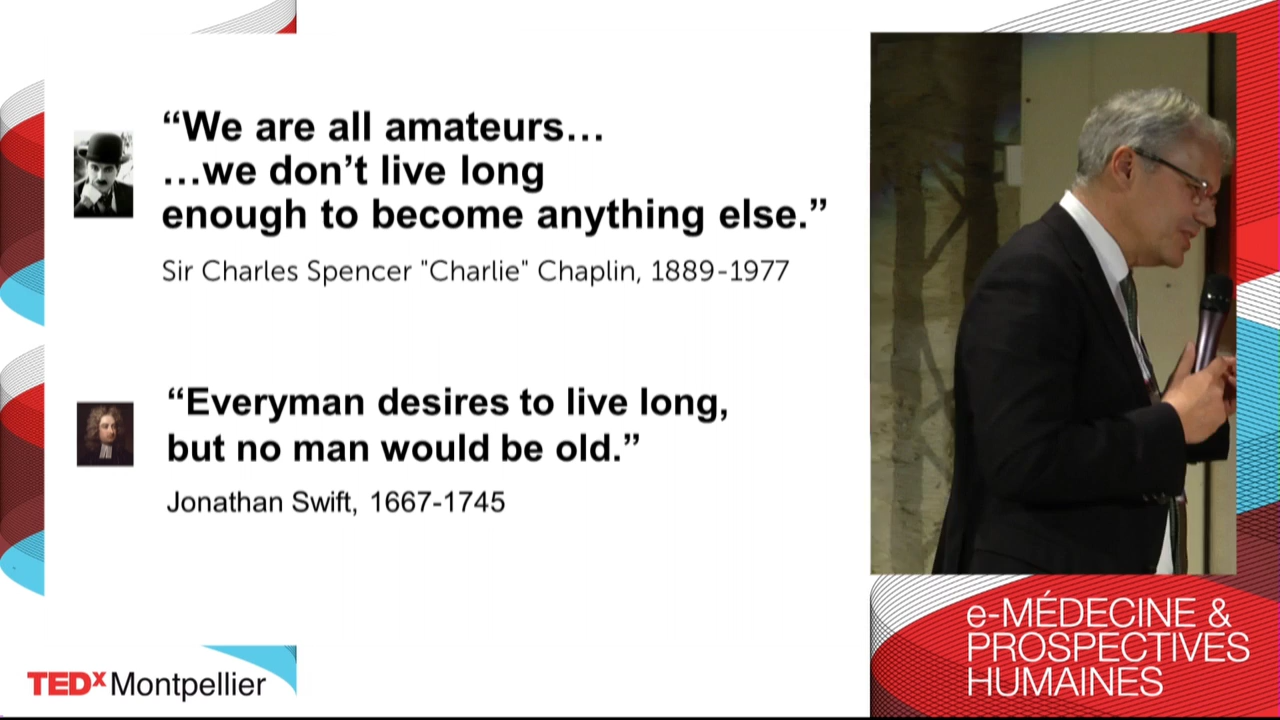 “We are all amateurs…
…we don’t live long
enough to become anything else.”
Sir Charles Spencer "Charlie" Chaplin, 1889-1977
“Everyman desires to live long,
but no man would be old.”
Jonathan Swift, 1667-1745
TEDx Montpellier
e-MÉDECINE &
PROSPECTIVES
HUMAINES